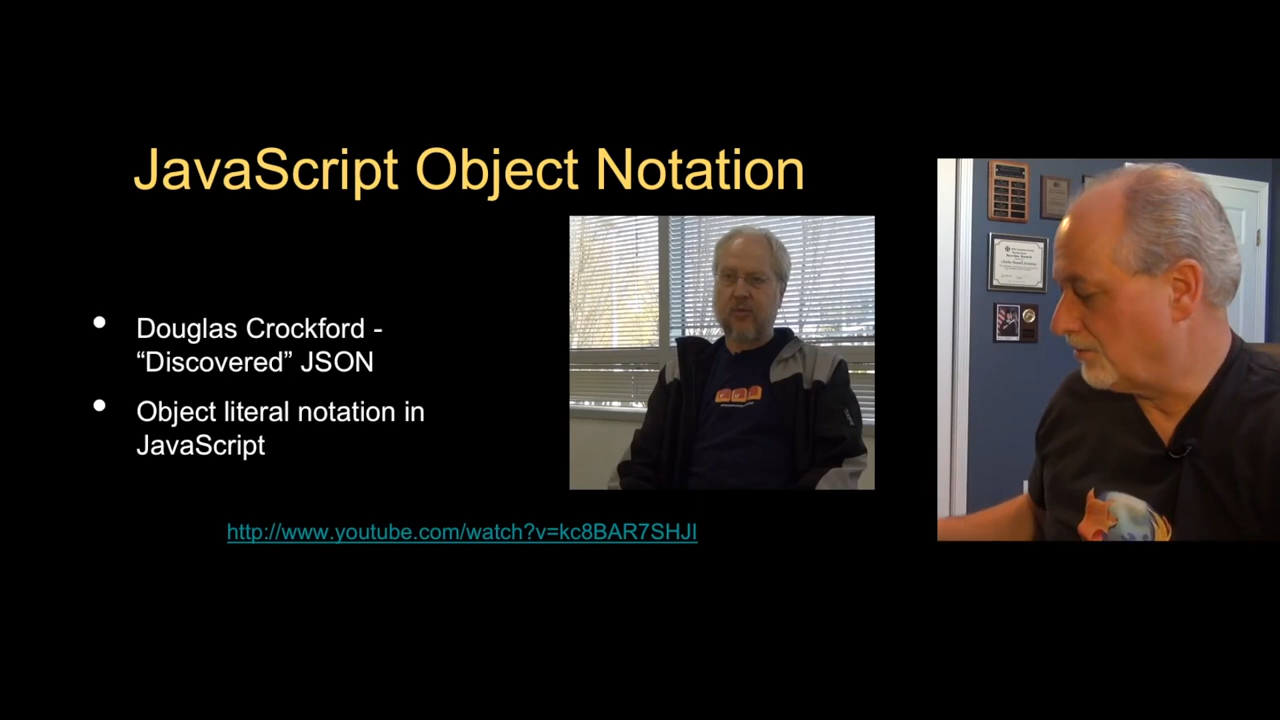 JavaScript Object Notation
• Douglas Crockford -
“Discovered” JSON
• Object literal notation in
JavaScript
http://www.youtube.com/watch?v=kc8BAR7SHJI